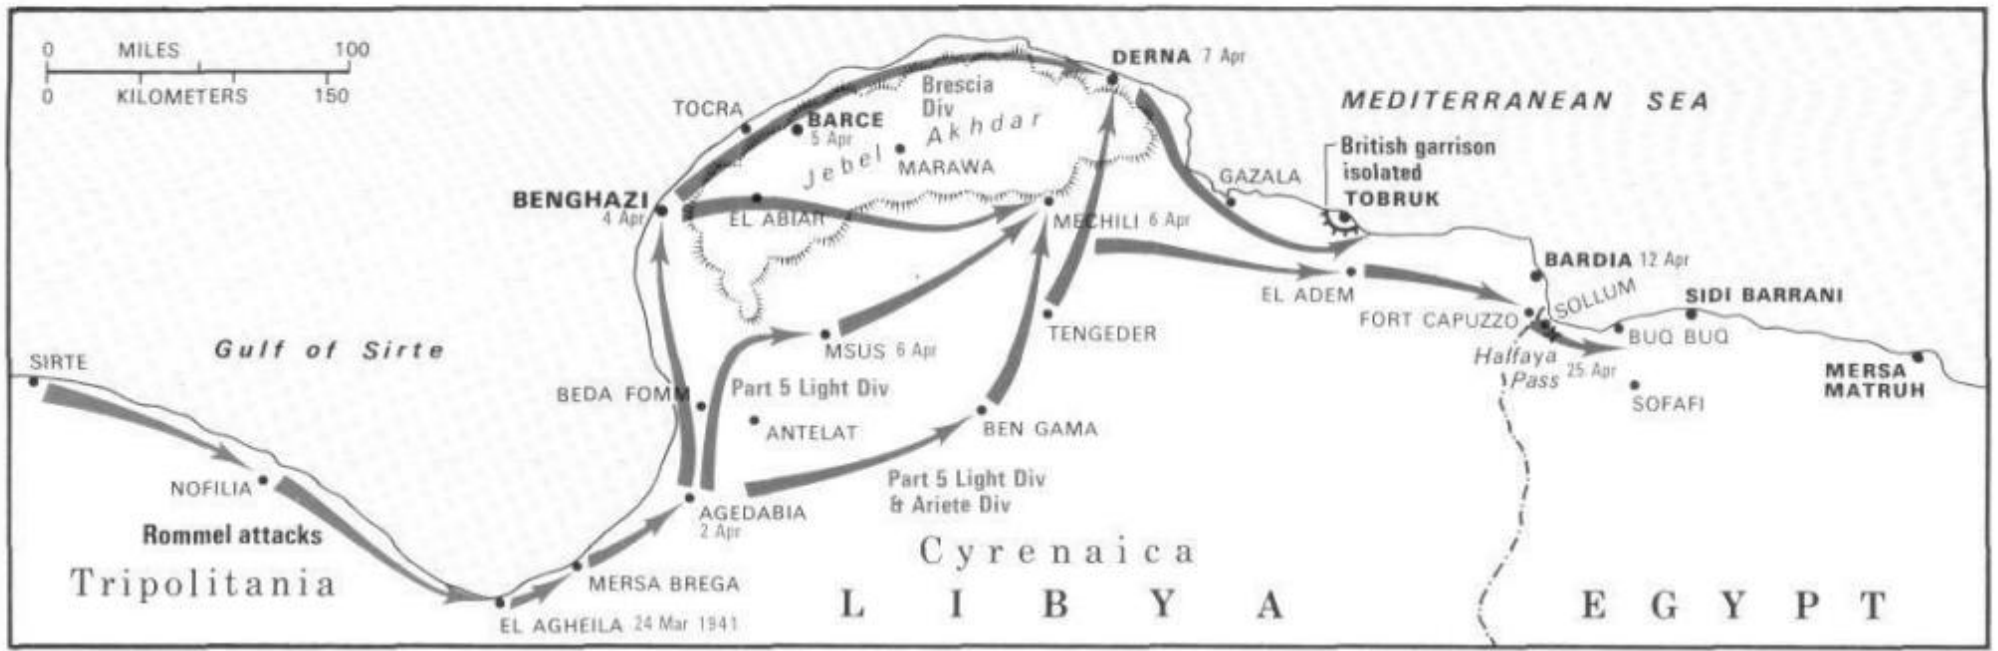 0 MILES 100
0 KILOMETERS 150
DERNA 7 Apr
Brescia
Div
TOCRA
BARCE
5 Apr
Jebel Akhdar
MARAWA
MEDITERRANEAN SEA
British garrison
isolated
TOBRUK
GAZALA
BENGHAZI
4 Apr
EL ABIAR
MECHILI 6 Apr
BARDIA 12 Apr
SOLLUM
SIDI BARRANI
EL ADEM
FORT CAPUZZO
BUQ BUQ
Halfaya
Pass
25 Apr
SOFAFI
MERSA
MATRUH
TENGEDER
Gulf of Sirte
MSUS 6 Apr
SIRTE
BEDA FOMM
Part 5 Light Div
ANTELAT
BEN GAMA
Part 5 Light Div
& Ariete Div
NOFILIA
AGEDABIA
2 Apr
Rommel attacks
Tripolitania
Cyrenaica
MERSA BREGA
EL AGHEILA 24 Mar 1941
LIBYA
EGYPT